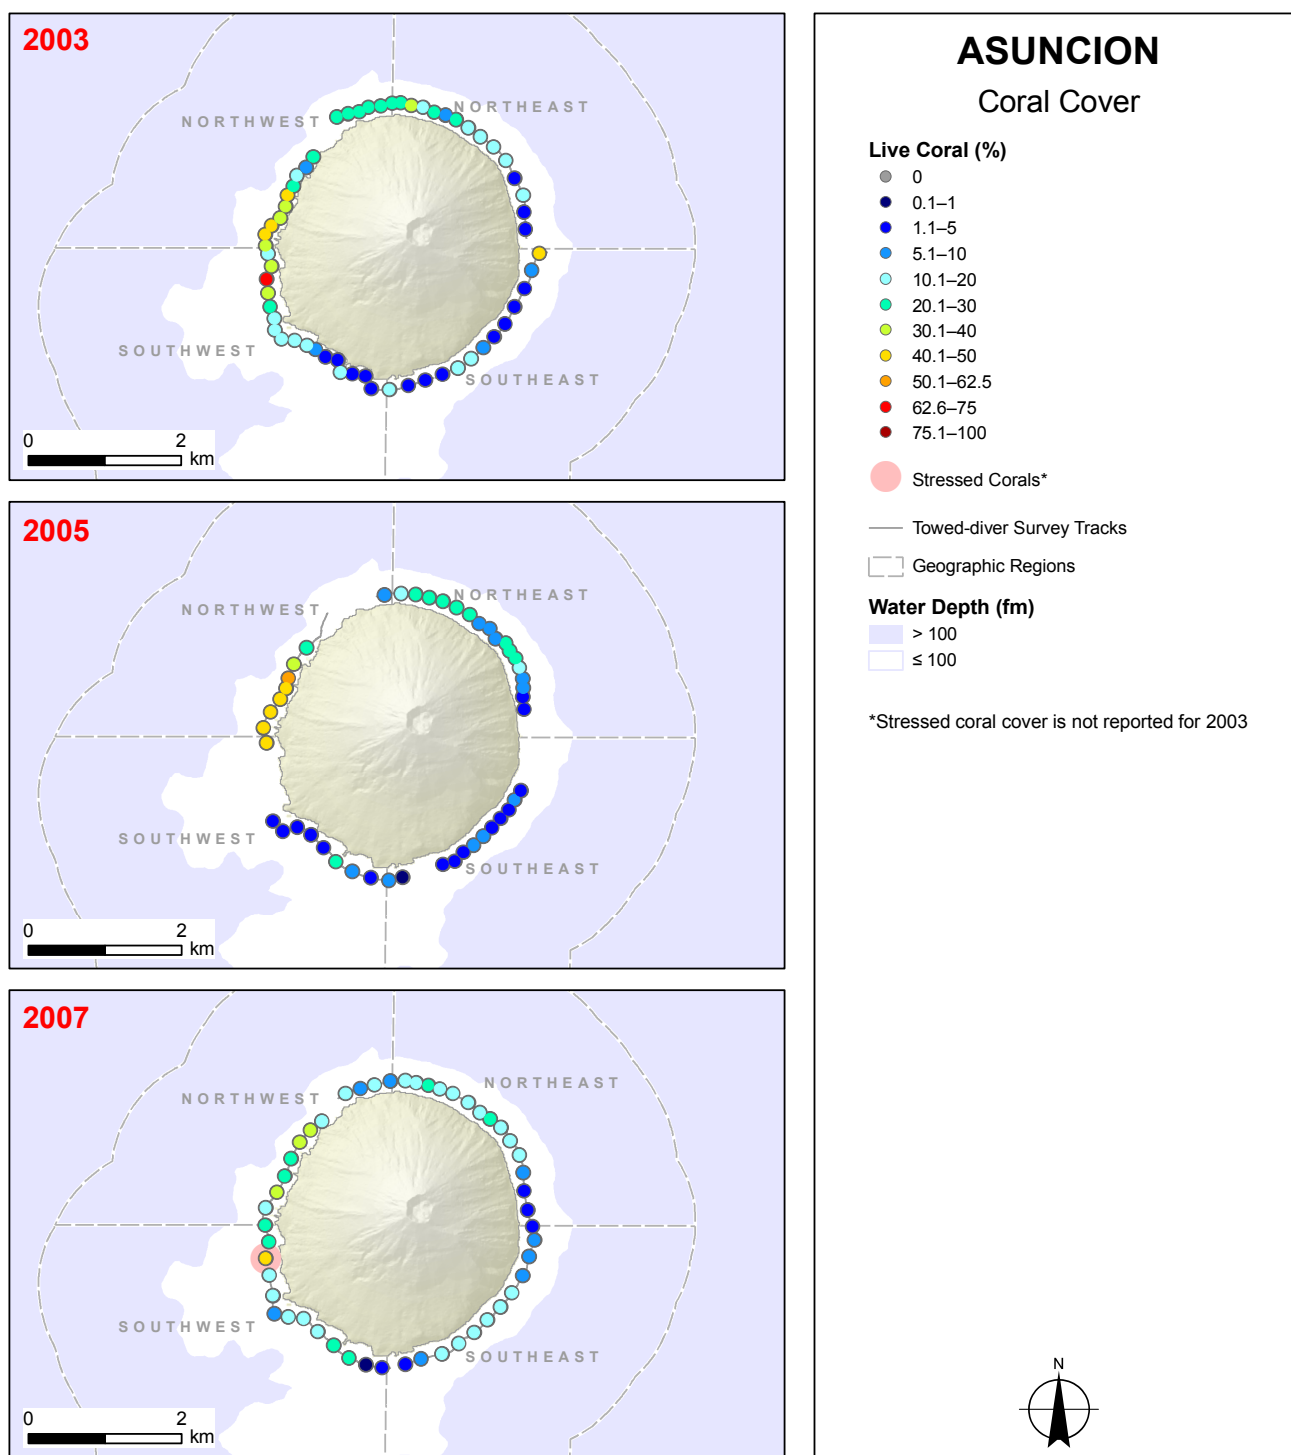 2003
NORTHWEST
NORTHEAST
SOUTHWEST
SOUTHEAST
0 2
km
2005
NORTHWEST
NORTHEAST
SOUTHWEST
SOUTHEAST
0 2
km
2007
NORTHWEST
NORTHEAST
SOUTHWEST
SOUTHEAST
0 2
km
ASUNCION
Coral Cover
Live Coral (%)
0
0.1–1
1.1–5
5.1–10
10.1–20
20.1–30
30.1–40
40.1–50
50.1–62.5
62.6–75
75.1–100
Stressed Corals*
Towed-diver Survey Tracks
Geographic Regions
Water Depth (fm)
> 100
≤ 100
*Stressed coral cover is not reported for 2003
N